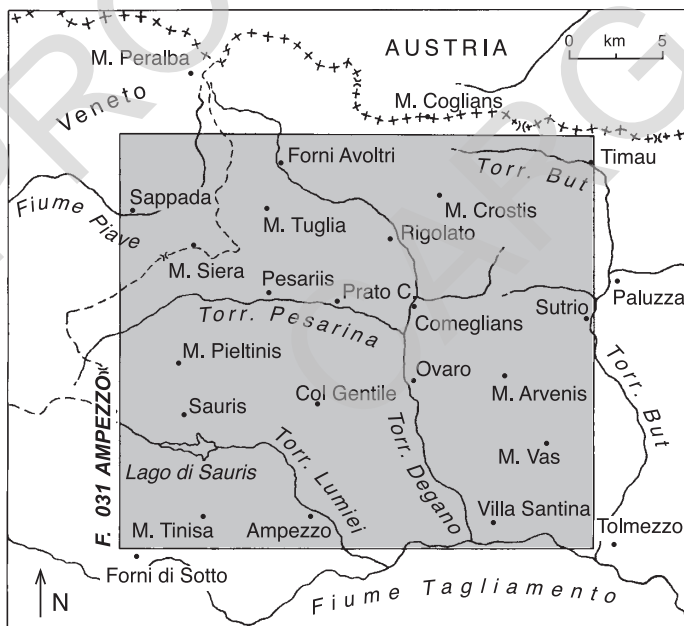 AUSTRIA
0 km 5
M. Peralba
M. Coglians
Veneto
Forni Avoltri
Timau
Torr. But
Sappada
Fiume Piave
M. Tuglia
M. Crostis
Rigolato
M. Siera
Pesariis
Prato C.
Paluzza
Sutrio
Torr. Pesarina
Comeglians
M. Pieltinis
Ovaro
Col Gentile
M. Arvenis
Torr. But
Sauris
F. 031 AMPEZZO
Lago di Sauris
Torr. Lumiei
Torr. Degano
M. Vas
M. Tinisa
Ampezzo
Villa Santina
Tolmezzo
Forni di Sotto
Fiume Tagliamento
N